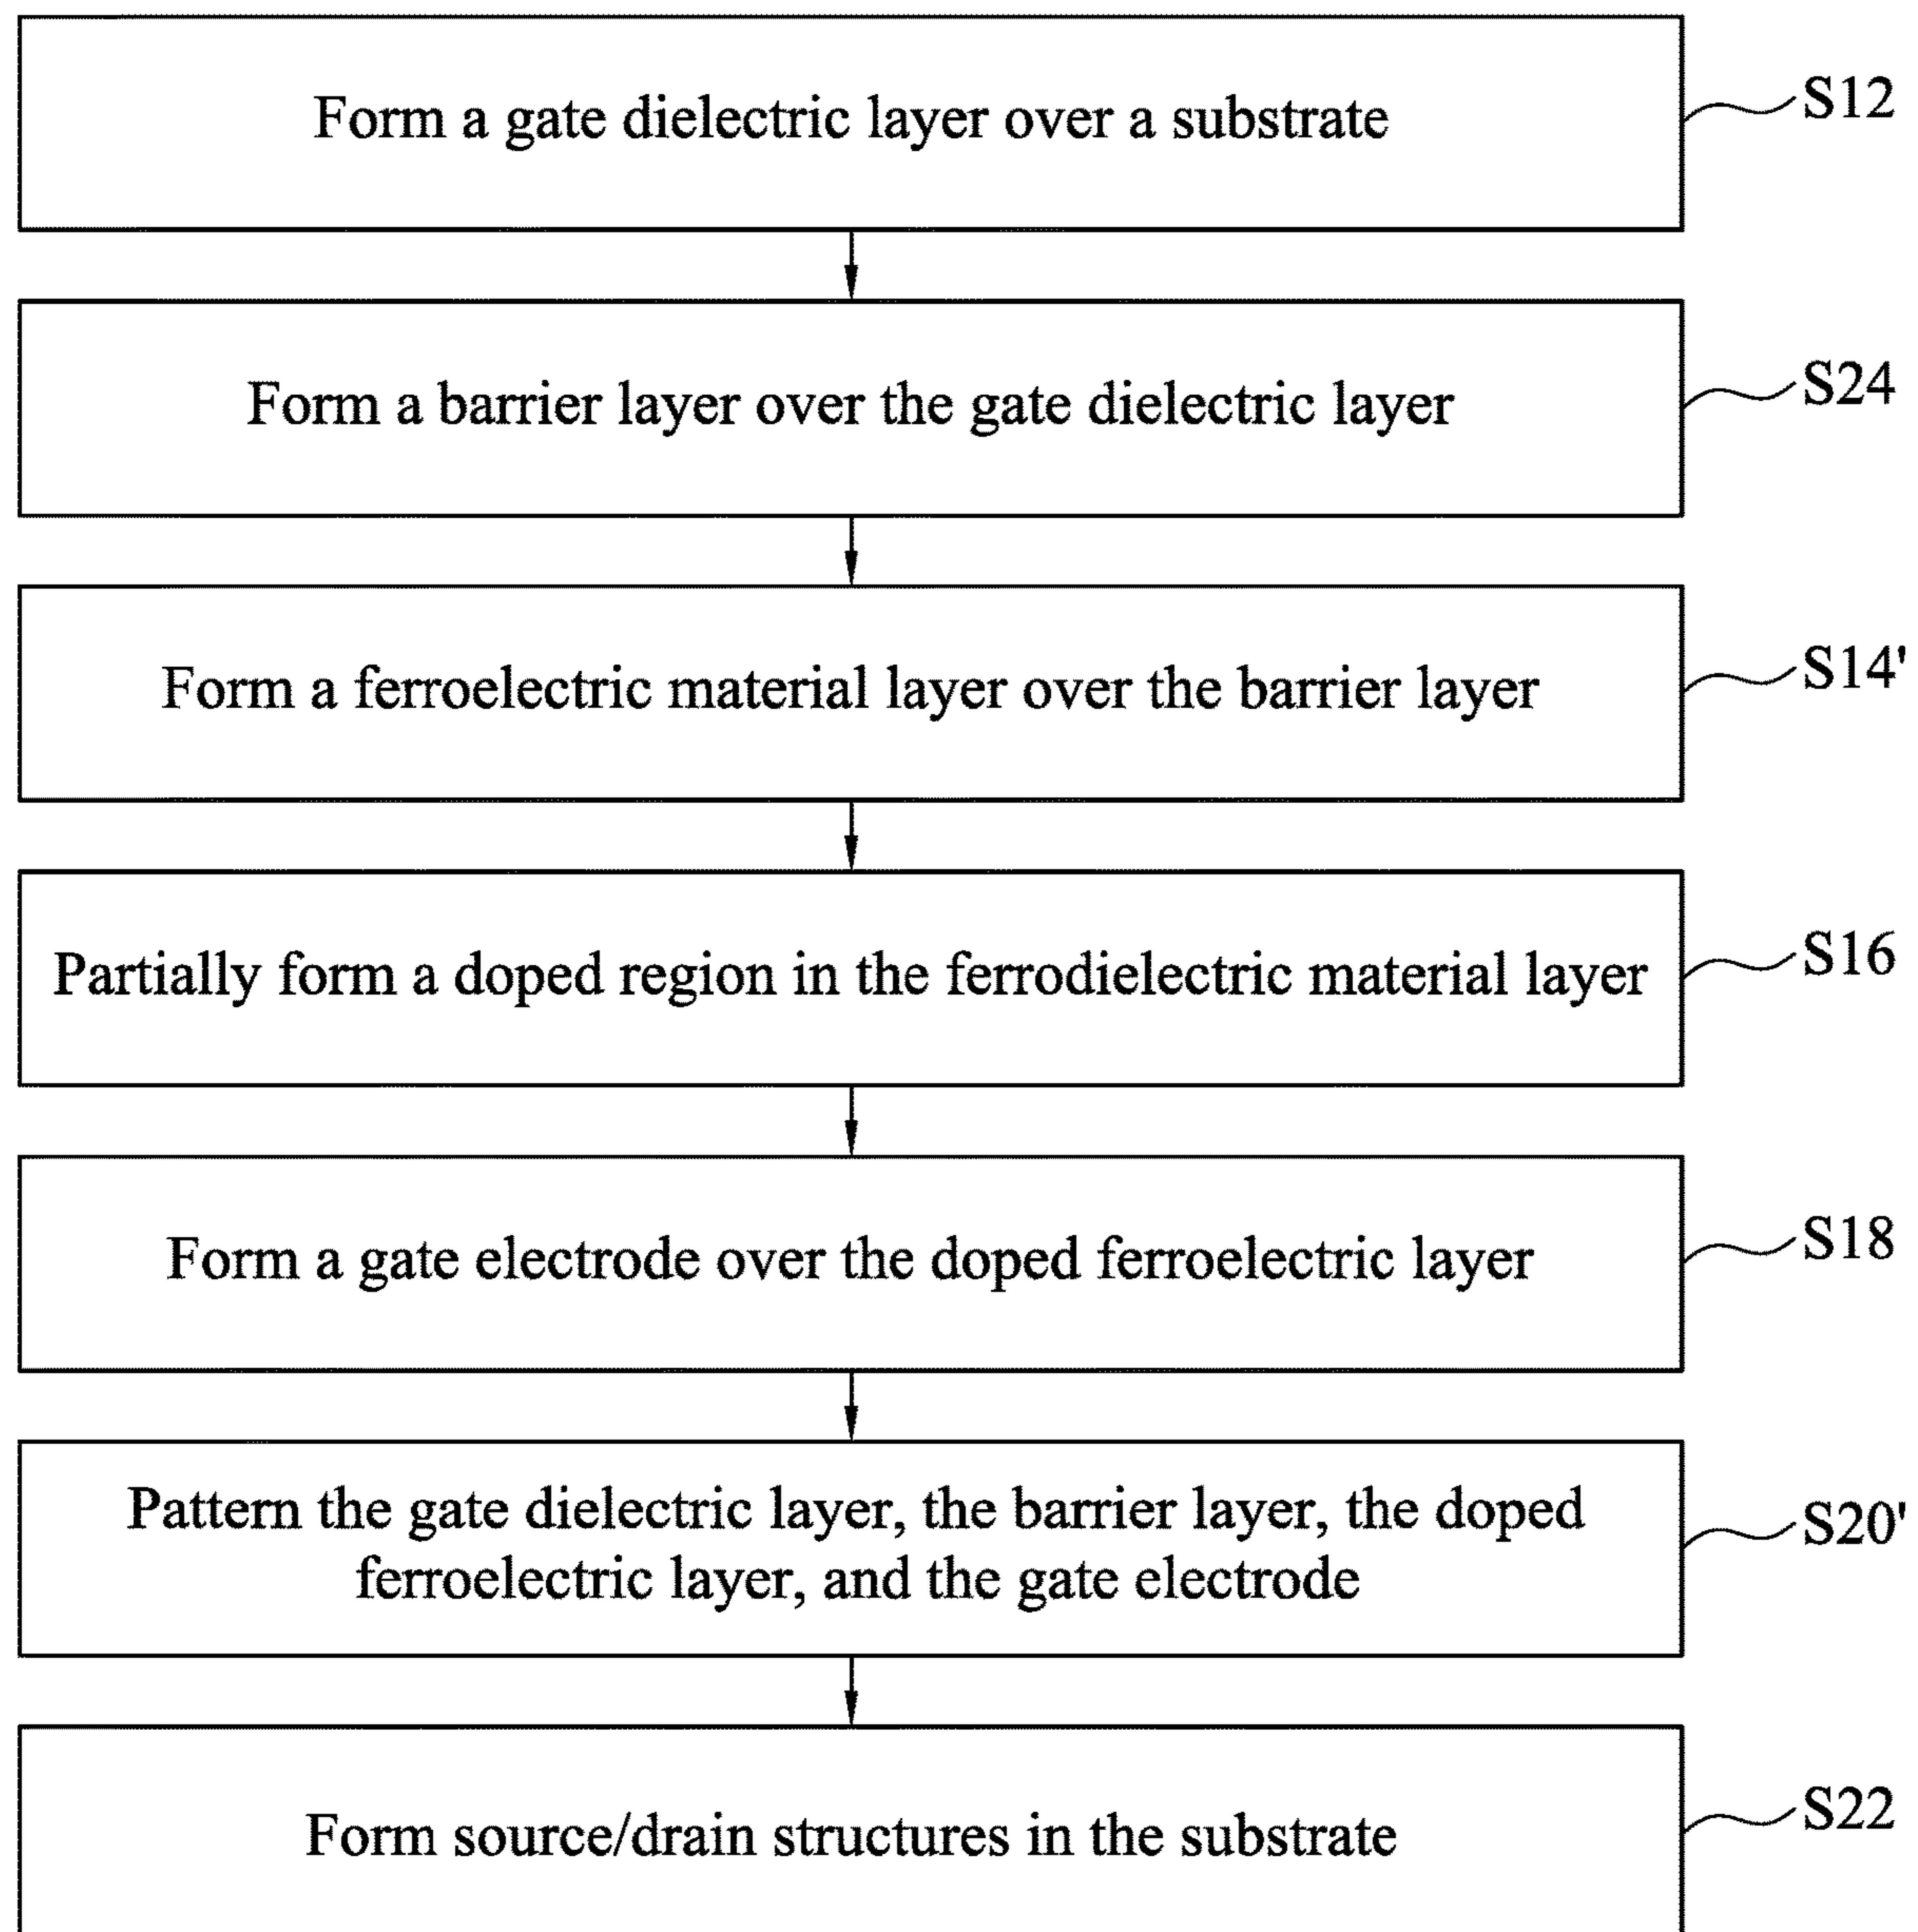 Form a gate dielectric layer over a substrate
S12
Form a barrier layer over the gate dielectric layer
S24
Form a ferroelectric material layer over the barrier layer
S14'
Partially form a doped region in the ferrodielectric material layer
S16
Form a gate electrode over the doped ferroelectric layer
S18
Pattern the gate dielectric layer, the barrier layer, the doped
ferroelectric layer, and the gate electrode
S20'
Form source/drain structures in the substrate
S22